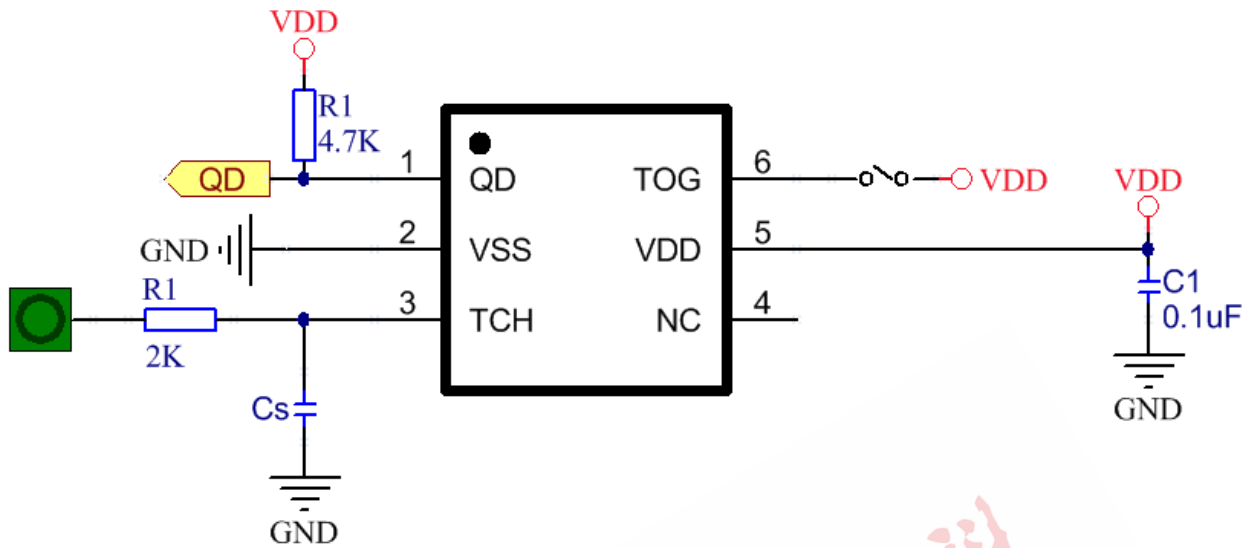 VDD
R1
4.7K
QD
1
QD
TOG
6
VDD
VDD
GND
2
VSS
VDD
5
R1
2K
3
TCH
NC
4
C1
0.1uF
Cs
GND
GND